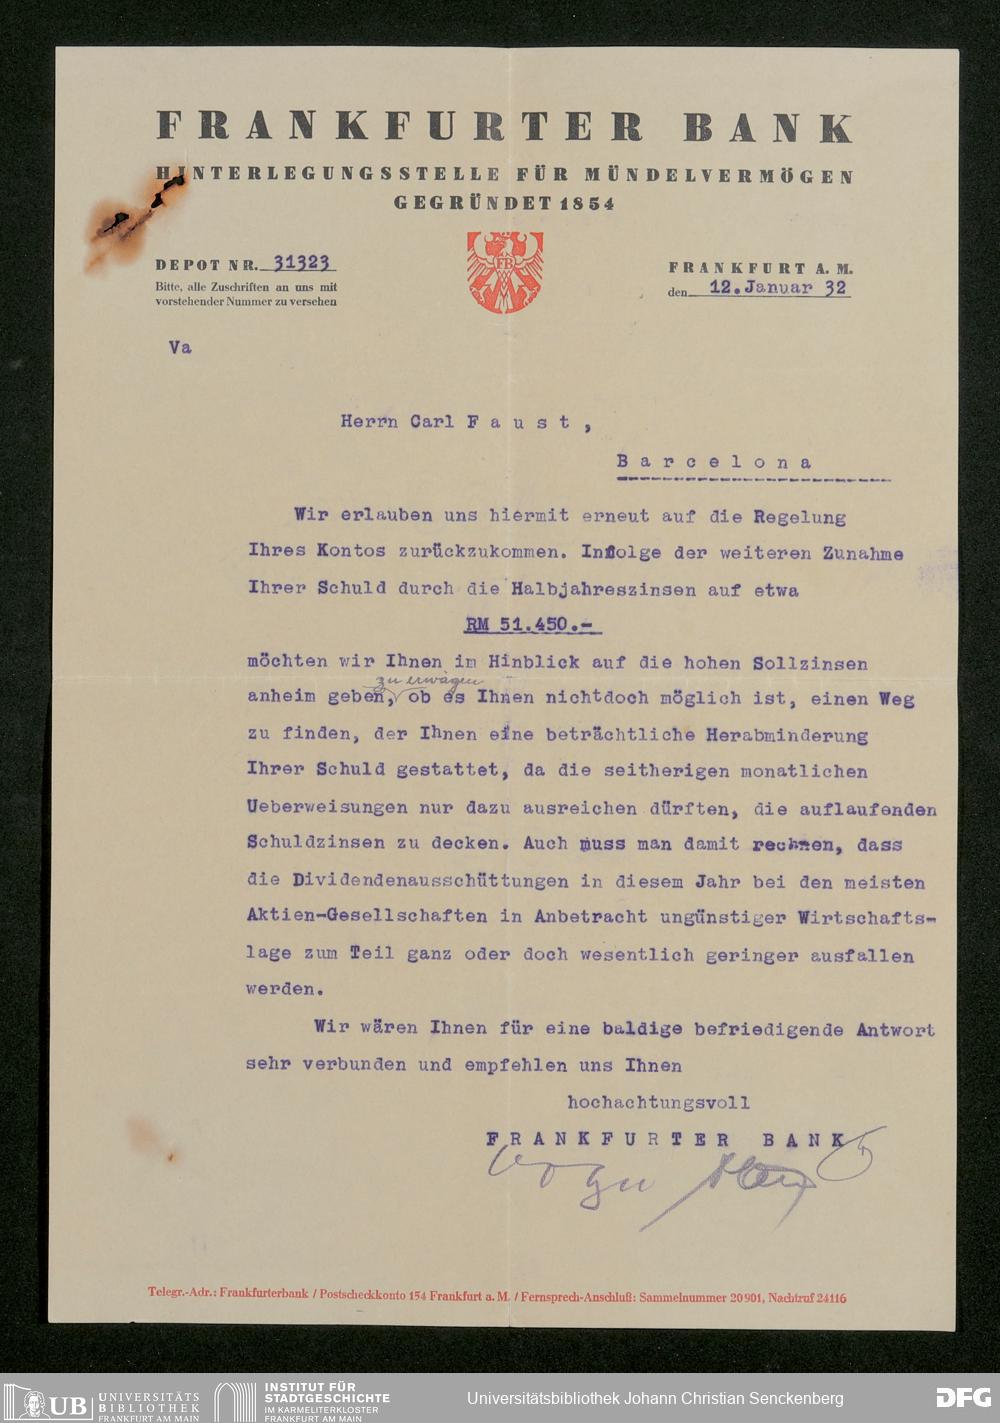 FRANKFURTER BANK
HINTERLEGUNGSSTELLE FÜR MÜNDELVERMÖGEN
GEGRÜNDET 1854
FB
DEPOT NR. 31323
Bitte, alle Zuschriften an uns mit
vorstehender Nummer zu versehen
FRANKFURT A. M.
den 12. Januar 32
Va
Herrn Carl F a u s t ,
B a r c e l o n a
Wir erlauben uns hiermit erneut auf die Regelung
Ihres Kontos zurückzukommen. Infolge der weiteren Zunahme
Ihrer Schuld durch die Halbjahreszinsen auf etwa
RM 51.450.-
möchten wir Ihnen im Hinblick auf die hohen Sollzinsen
zu erwägen
anheim geben, ob es Ihnen nichtdoch möglich ist, einen Weg
zu finden, der Ihnen eine beträchtliche Herabminderung
Ihrer Schuld gestattet, da die seitherigen monatlichen
Ueberweisungen nur dazu ausreichen dürften, die auflaufenden
Schuldzinsen zu decken. Auch muss man damit rechnen, dass
die Dividendenausschüttungen in diesem Jahr bei den meisten
Aktien-Gesellschaften in Anbetracht ungünstiger Wirtschafts-
lage zum Teil ganz oder doch wesentlich geringer ausfallen
werden.
Wir wären Ihnen für eine baldige befriedigende Antwort
sehr verbunden und empfehlen uns Ihnen
hochachtungsvoll
F R A N K F U R T E R B A N K
Telegr.-Adr.: Frankfurterbank / Postscheckkonto 154 Frankfurt a. M. / Fernsprech-Anschluß: Sammelnummer 20901, Nachtruf 24116
UB UNIVERSITÄTS
BIBLIOTHEK
FRANKFURT AM MAIN
INSTITUT FÜR
STADTGESCHICHTE
IM KARMELITERKLOSTER
FRANKFURT AM MAIN
Universitätsbibliothek Johann Christian Senckenberg
DFG